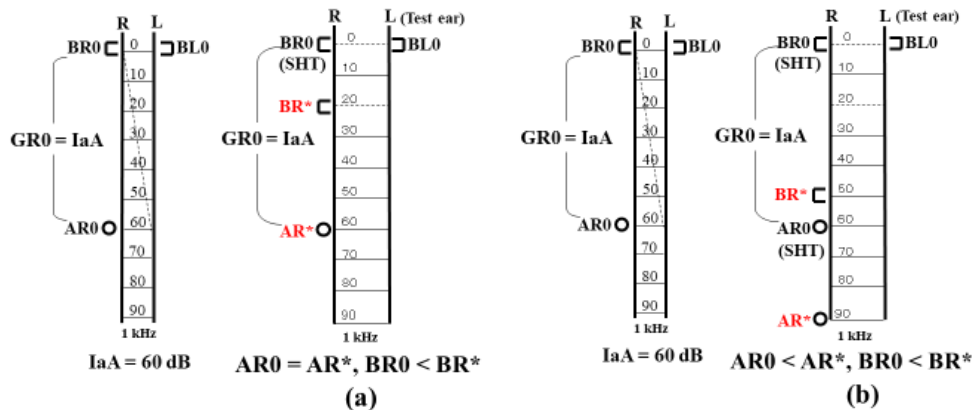 R L
BR0 0 BL0
10
20
30
GR0 = IaA
40
50
AR0 60
70
80
90
1 kHz
IaA = 60 dB
R L (Test ear)
BR0 0 BL0
(SHT)
10
BR* 20
30
GR0 = IaA
40
50
AR* 60
70
80
90
1 kHz
AR0 = AR*, BR0 < BR*
(a)
R L
BR0 0 BL0
10
20
30
GR0 = IaA
40
50
AR0 60
70
80
90
1 kHz
IaA = 60 dB
R L (Test ear)
BR0 0 BL0
(SHT)
10
20
30
GR0 = IaA
40
BR* 50
AR0 60
(SHT)
70
80
AR* 90
1 kHz
AR0 < AR*, BR0 < BR*
(b)